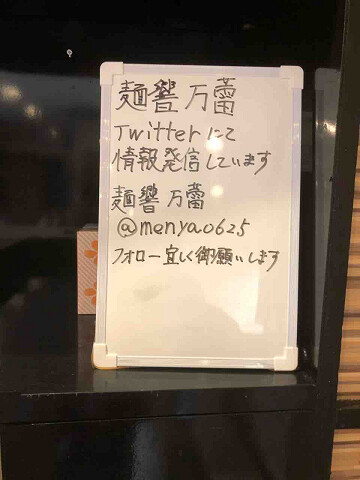 麺響 万蕾
Twitterにて
情報発信しています
麺響 万蕾
@menya0625
フォロー宜しく御願いします